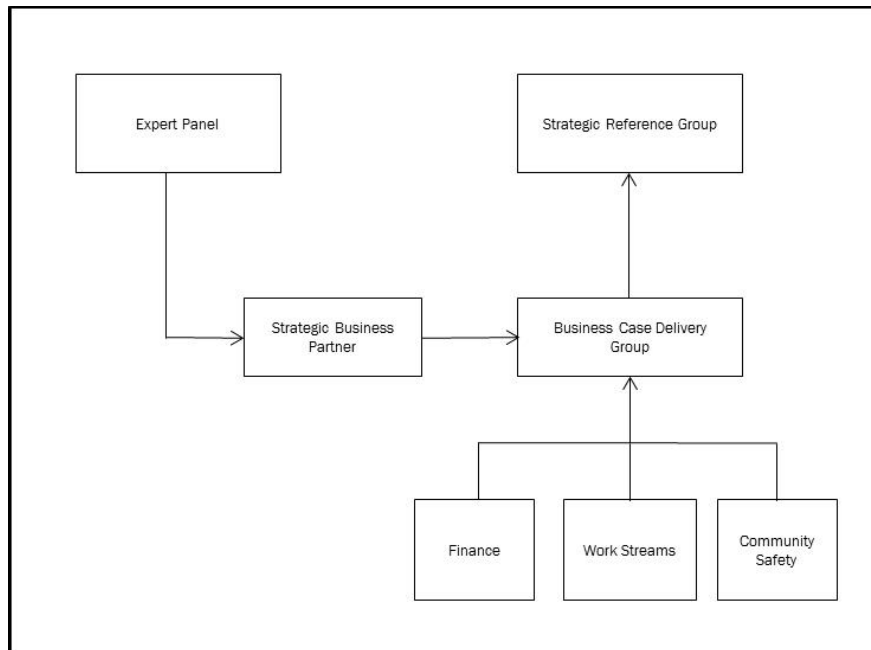 Expert Panel
Strategic Reference Group
Strategic Business
Partner
Business Case Delivery
Group
Finance
Work Streams
Community
Safety